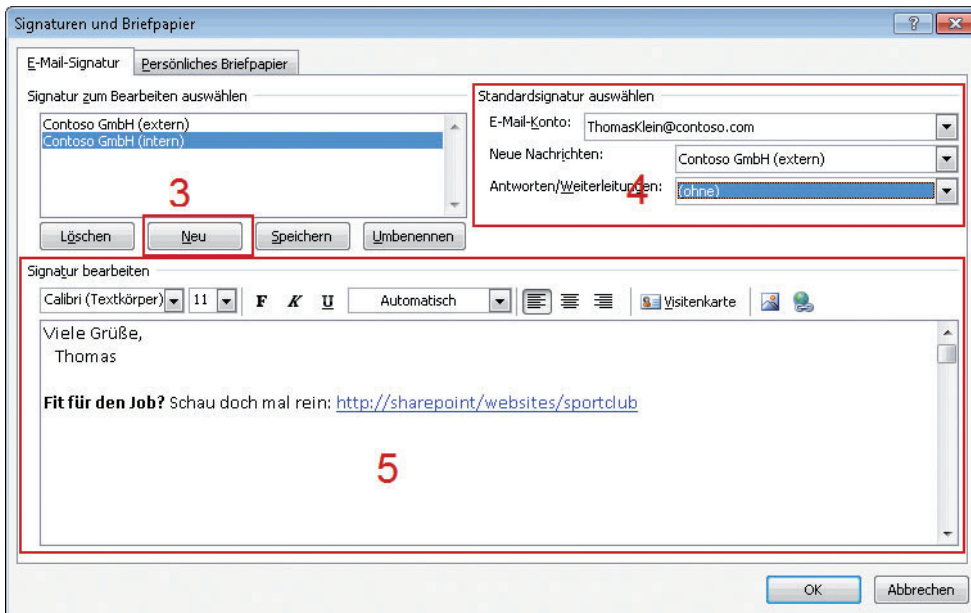 Signaturen und Briefpapier
E-Mail-Signatur Persönliches Briefpapier
Signatur zum Bearbeiten auswählen
Contoso GmbH (extern)
Contoso GmbH (intern)
3
Löschen Neu Speichern Umbenennen
Standardsignatur auswählen
E-Mail-Konto: ThomasKlein@contoso.com
Neue Nachrichten: Contoso GmbH (extern)
Antworten/Weiterleitungen: (ohne)
4
Signatur bearbeiten
Calibri (Textkörper) 11 F K U Automatisch Visitenkarte
Viele Grüße,
Thomas
Fit für den Job? Schau doch mal rein: http://sharepoint/websites/sportclub
5
OK Abbrechen